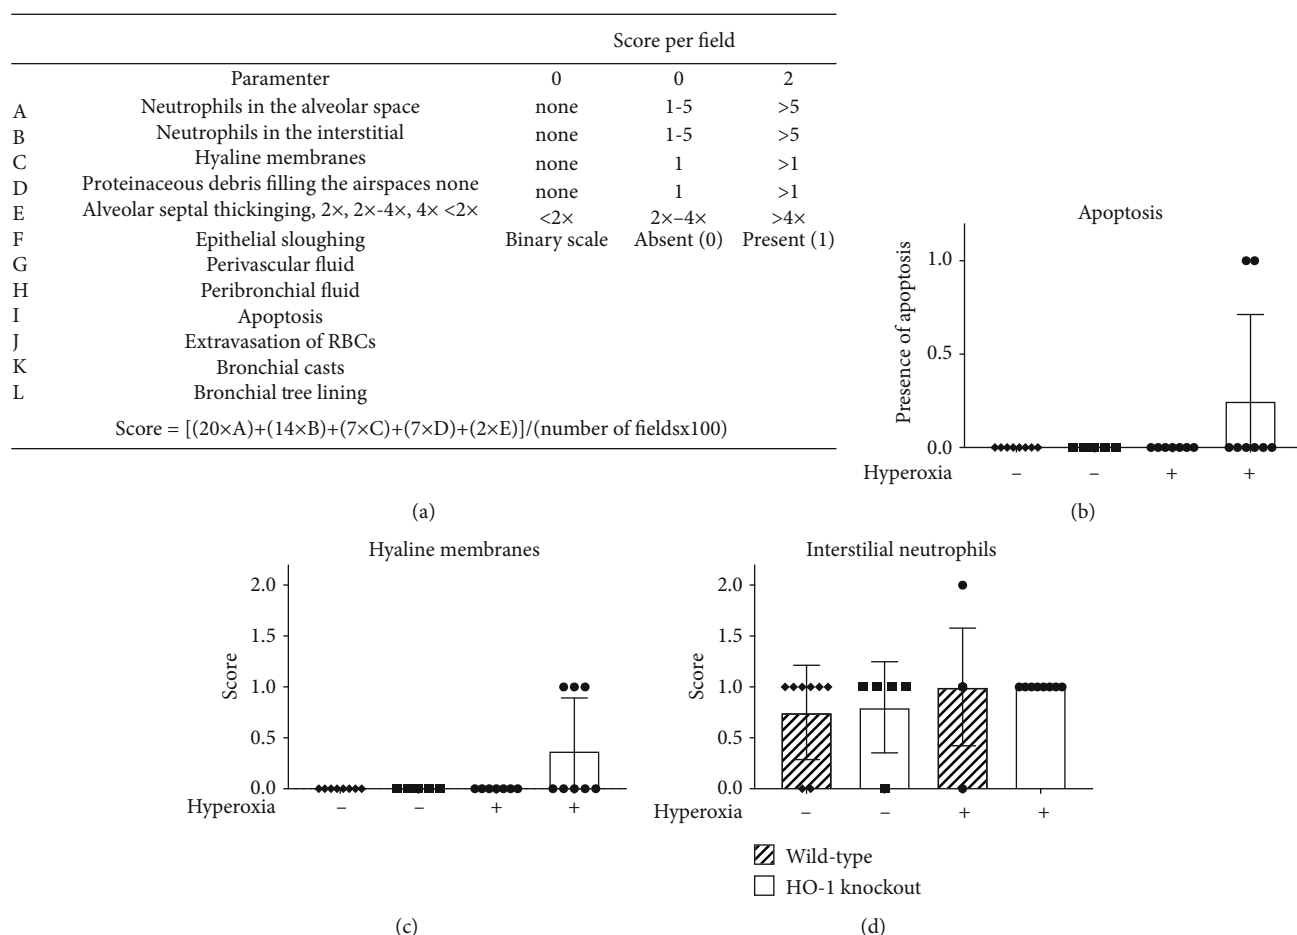 Score per field
Paramenter 0 0 2
A Neutrophils in the alveolar space none 1-5 >5
B Neutrophils in the interstitial none 1-5 >5
C Hyaline membranes none 1 >1
D Proteinaceous debris filling the airspaces none none 1 >1
E Alveolar septal thickinging, 2×, 2×-4×, 4× <2× <2× 2×–4× >4×
F Epithelial sloughing Binary scale Absent (0) Present (1)
G Perivascular fluid
H Peribronchial fluid
I Apoptosis
J Extravasation of RBCs
K Bronchial casts
L Bronchial tree lining
Score = [(20×A)+(14×B)+(7×C)+(7×D)+(2×E)]/(number of fieldsx100)
(a)
Apoptosis
Presence of apoptosis
1.0
0.5
0.0
Hyperoxia – – + +
(b)
Hyaline membranes
Score
2.0
1.5
1.0
0.5
0.0
Hyperoxia – – + +
(c)
Interstilial neutrophils
Score
2.0
1.5
1.0
0.5
0.0
Hyperoxia – – + +
Wild-type
HO-1 knockout
(d)